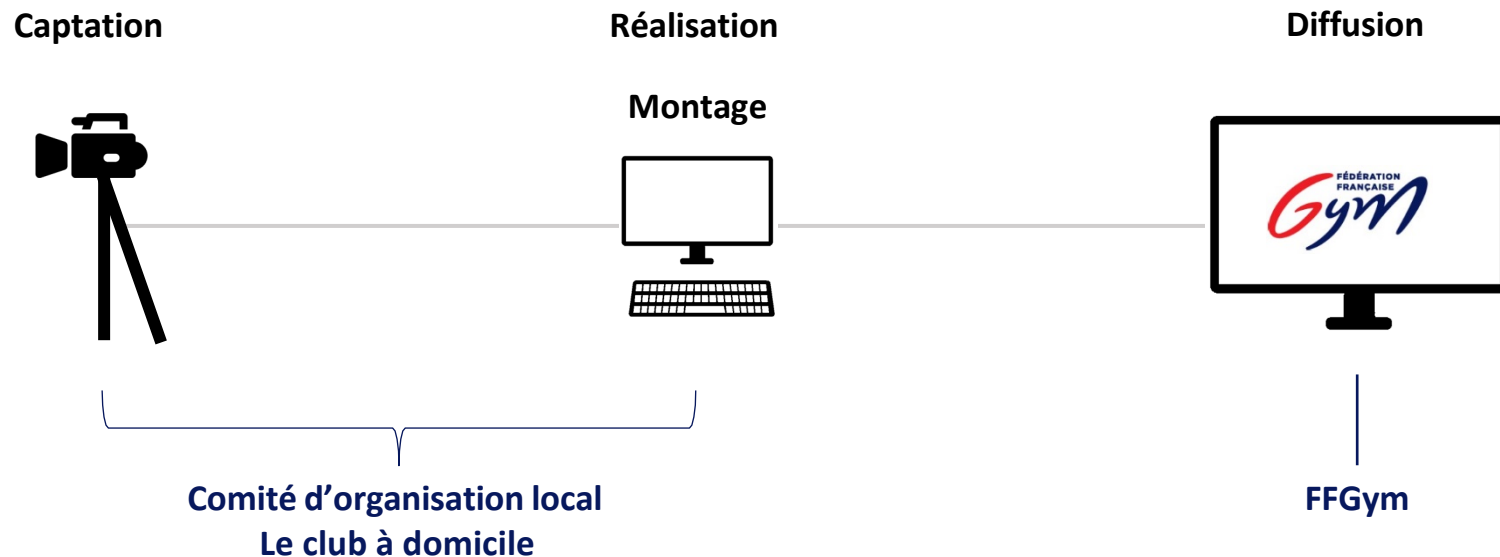 Captation
Réalisation
Diffusion
Montage
FÉDÉRATION
FRANÇAISE
Gym
Comité d’organisation local
Le club à domicile
FFGym